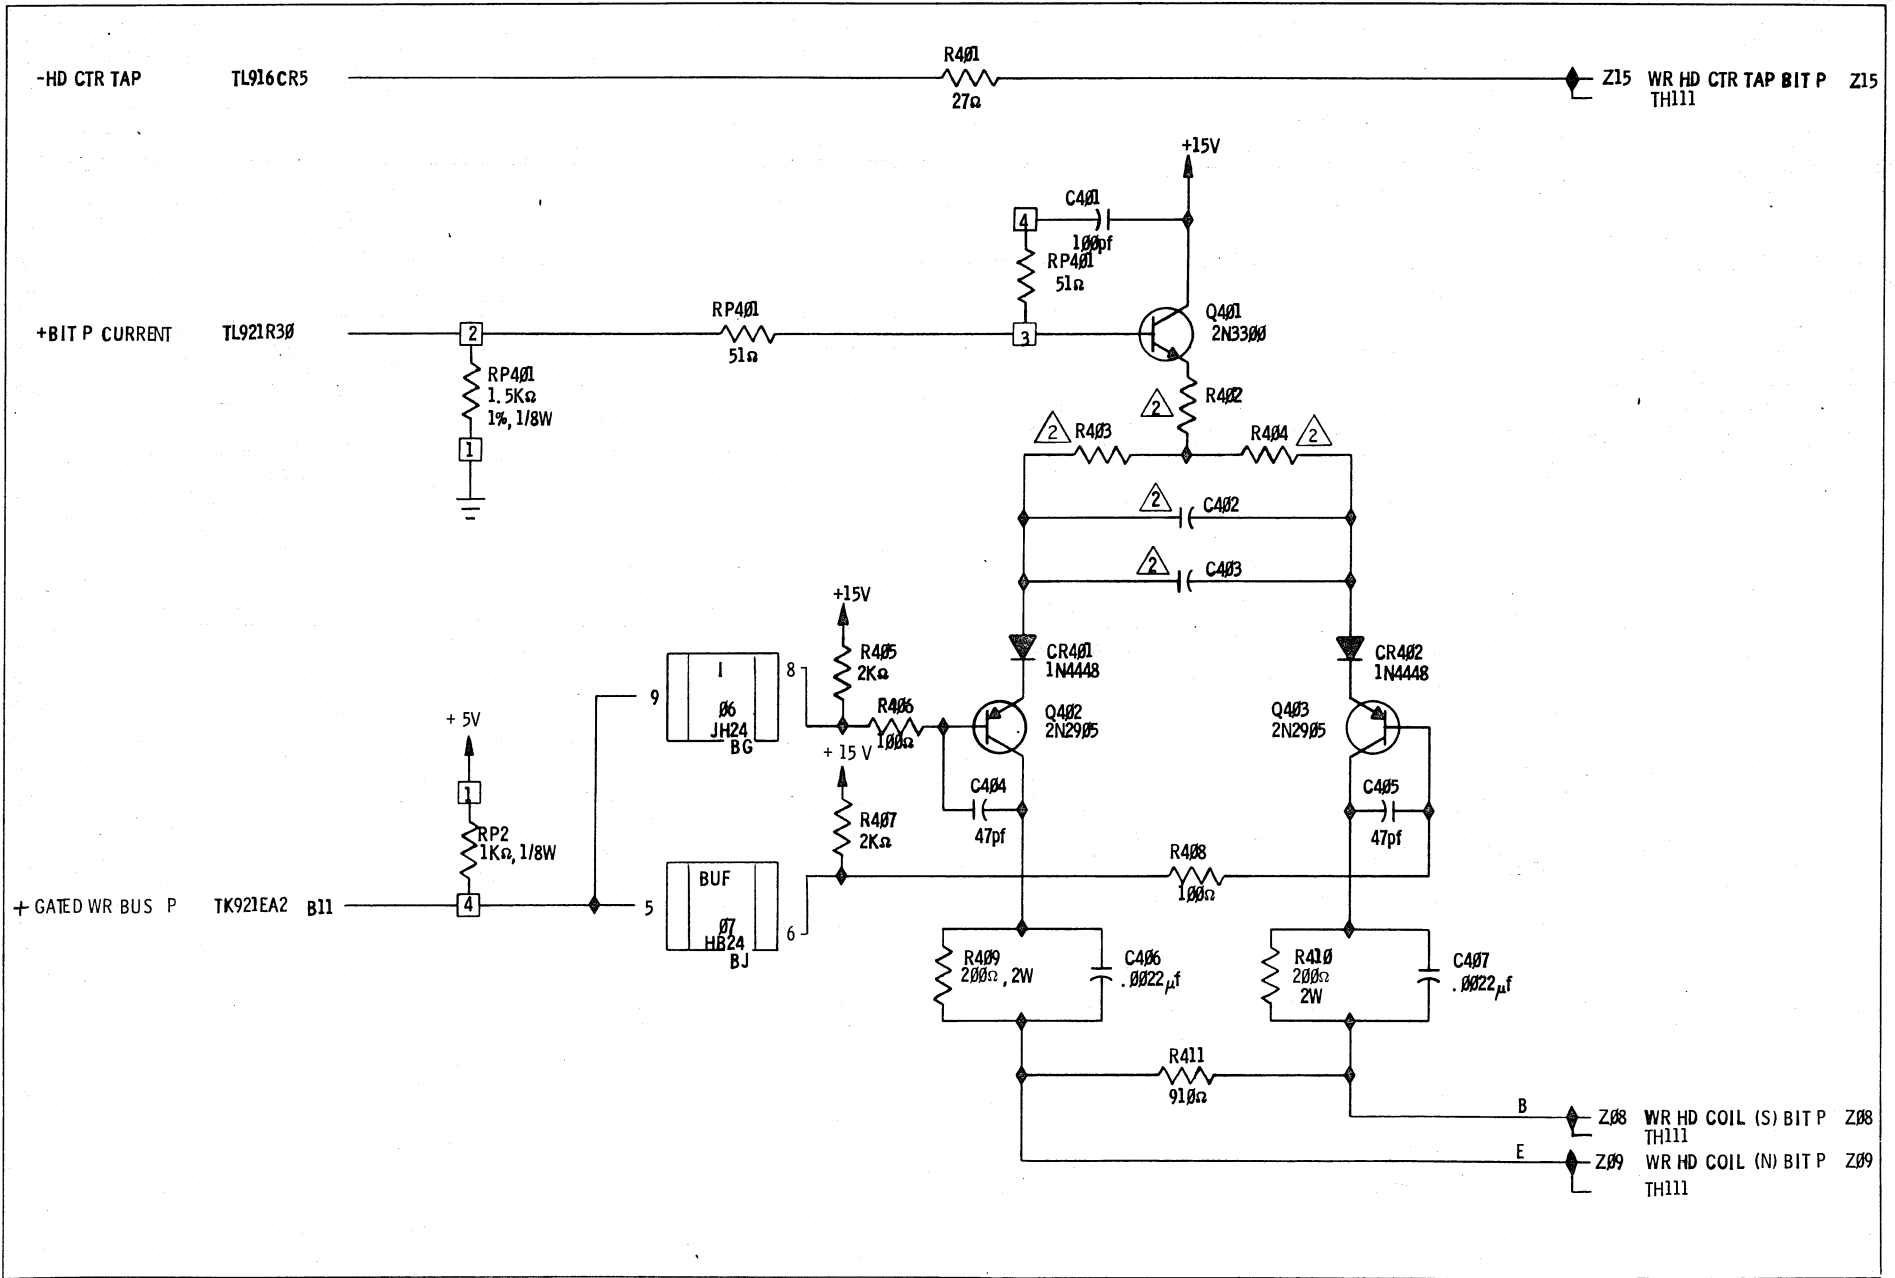 -HD CTR TAP TL916CR5
R4Ø1
27Ω
Z15 WR HD CTR TAP BIT P Z15
TH111
+15V
C4Ø1
1ØØpf
4
RP4Ø1
51Ω
Q4Ø1
2N33ØØ
+BIT P CURRENT TL921R3Ø
2
RP4Ø1
51Ω
3
RP4Ø1
1.5KΩ
1%, 1/8W
1
2
R4Ø2
2
R4Ø3
R4Ø4
2
2
C4Ø2
2
C4Ø3
+15V
R4Ø5
2KΩ
CR4Ø1
1N4448
CR4Ø2
1N4448
9
I
Ø6
JH24
BG
8
R4Ø6
1ØØΩ
Q4Ø2
2N29Ø5
Q4Ø3
2N29Ø5
+ 5V
1
RP2
1KΩ, 1/8W
+ 15 V
R4Ø7
2KΩ
C4Ø4
47pf
C4Ø5
47pf
R4Ø8
1ØØΩ
+ GATED WR BUS P TK921EA2 B11
4
5
BUF
Ø7
HB24
BJ
6
R4Ø9
2ØØΩ, 2W
C4Ø6
.ØØ22μf
R41Ø
2ØØΩ
2W
C4Ø7
.ØØ22μf
R411
91ØΩ
B
ZØ8 WR HD COIL (S) BIT P ZØ8
TH111
E
ZØ9 WR HD COIL (N) BIT P ZØ9
TH111